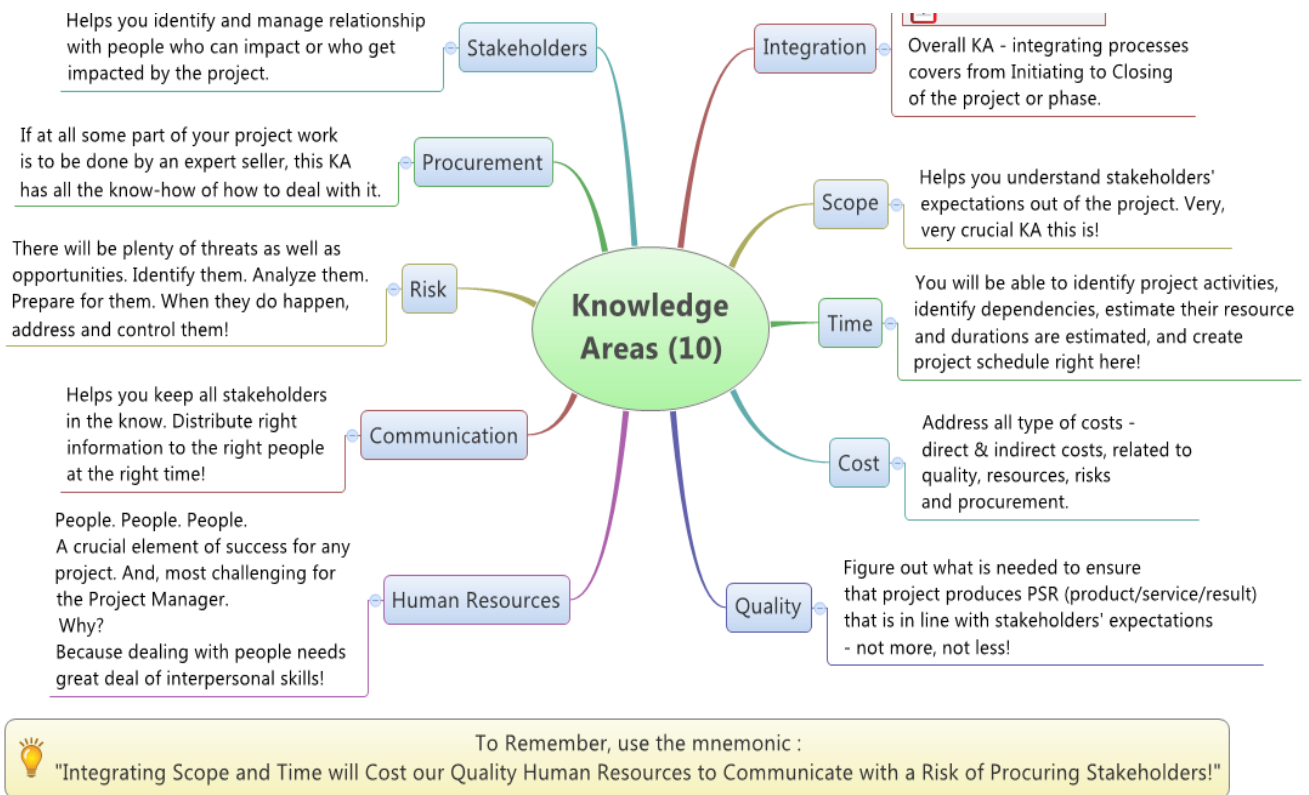 Knowledge
Areas (10)
Integration
Overall KA - integrating processes
covers from Initiating to Closing
of the project or phase.
Scope
Helps you understand stakeholders'
expectations out of the project. Very,
very crucial KA this is!
Time
You will be able to identify project activities,
identify dependencies, estimate their resource
and durations are estimated, and create
project schedule right here!
Cost
Address all type of costs -
direct & indirect costs, related to
quality, resources, risks
and procurement.
Quality
Figure out what is needed to ensure
that project produces PSR (product/service/result)
that is in line with stakeholders' expectations
- not more, not less!
Human Resources
People. People. People.
A crucial element of success for any
project. And, most challenging for
the Project Manager.
Why?
Because dealing with people needs
great deal of interpersonal skills!
Communication
Helps you keep all stakeholders
in the know. Distribute right
information to the right people
at the right time!
Risk
There will be plenty of threats as well as
opportunities. Identify them. Analyze them.
Prepare for them. When they do happen,
address and control them!
Procurement
If at all some part of your project work
is to be done by an expert seller, this KA
has all the know-how of how to deal with it.
Stakeholders
Helps you identify and manage relationship
with people who can impact or who get
impacted by the project.
To Remember, use the mnemonic :
"Integrating Scope and Time will Cost our Quality Human Resources to Communicate with a Risk of Procuring Stakeholders!"